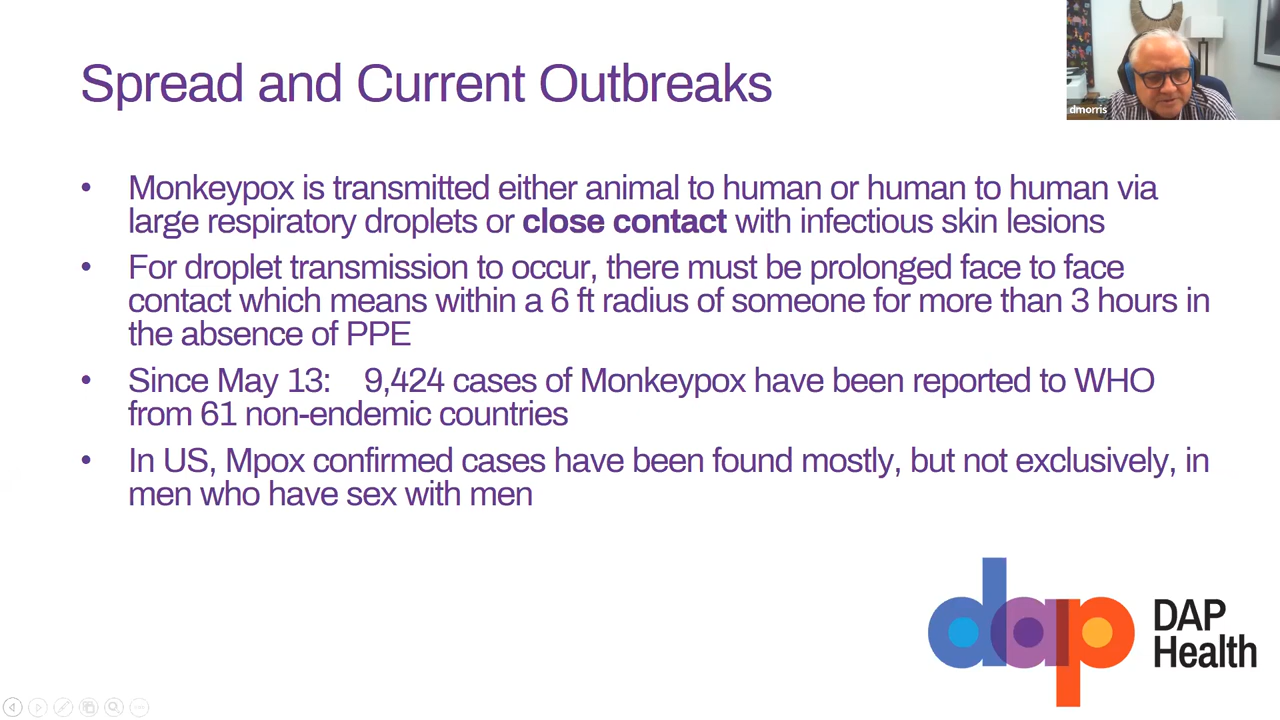 Spread and Current Outbreaks
dmorris
• Monkeypox is transmitted either animal to human or human to human via
large respiratory droplets or close contact with infectious skin lesions
• For droplet transmission to occur, there must be prolonged face to face
contact which means within a 6 ft radius of someone for more than 3 hours in
the absence of PPE
• Since May 13: 9,424 cases of Monkeypox have been reported to WHO
from 61 non-endemic countries
• In US, Mpox confirmed cases have been found mostly, but not exclusively, in
men who have sex with men
dap
DAP
Health